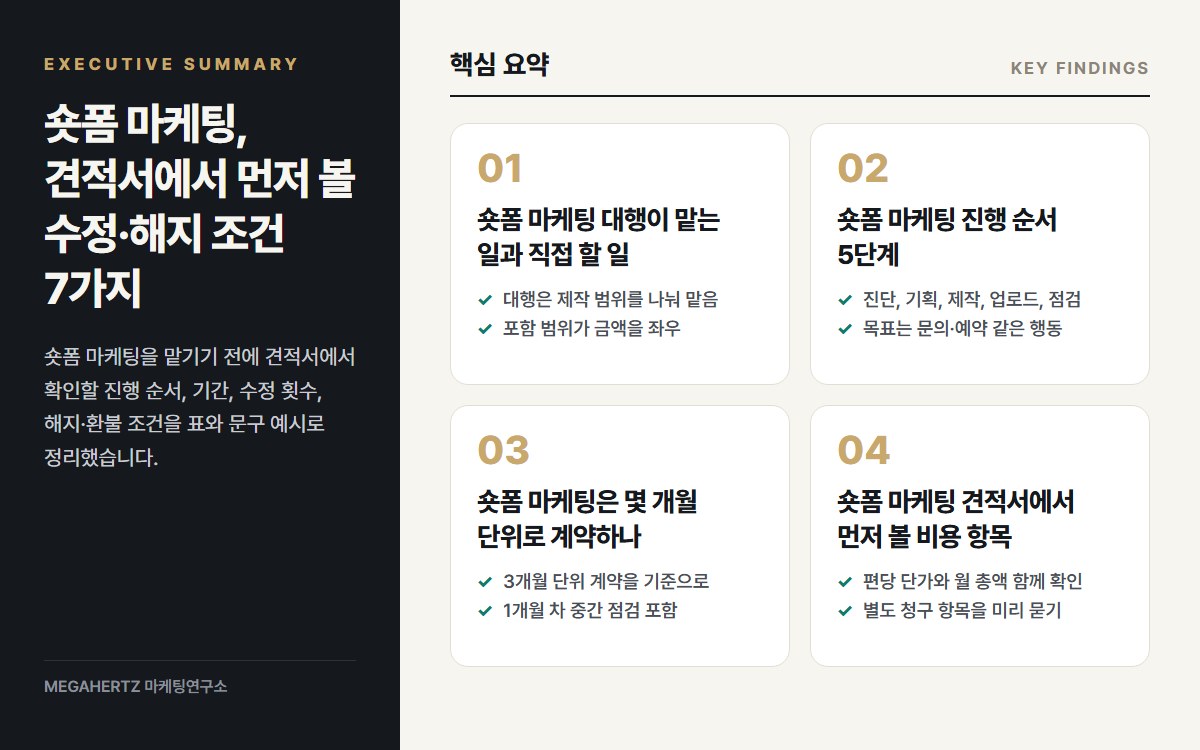 EXECUTIVE SUMMARY
숏폼 마케팅,
견적서에서 먼저 볼
수정·해지 조건
7가지
숏폼 마케팅을 맡기기 전에 견적서에서
확인할 진행 순서, 기간, 수정 횟수,
해지·환불 조건을 표와 문구 예시로
정리했습니다.
MEGAHERTZ 마케팅연구소
핵심 요약
KEY FINDINGS
01
숏폼 마케팅 대행이 맡는
일과 직접 할 일
✓ 대행은 제작 범위를 나눠 맡음
✓ 포함 범위가 금액을 좌우
02
숏폼 마케팅 진행 순서
5단계
✓ 진단, 기획, 제작, 업로드, 점검
✓ 목표는 문의·예약 같은 행동
03
숏폼 마케팅은 몇 개월
단위로 계약하나
✓ 3개월 단위 계약을 기준으로
✓ 1개월 차 중간 점검 포함
04
숏폼 마케팅 견적서에서
먼저 볼 비용 항목
✓ 편당 단가와 월 총액 함께 확인
✓ 별도 청구 항목을 미리 묻기